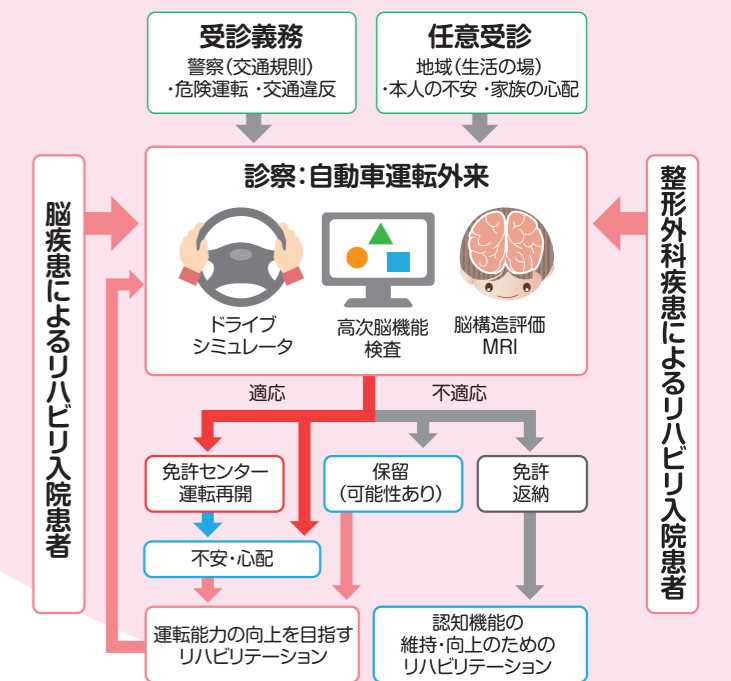 受診義務
警察（交通規則）
・危険運転 ・交通違反
任意受診
地域（生活の場）
・本人の不安 ・家族の心配
脳疾患によるリハビリ入院患者
診察：自動車運転外来
ドライブ
シミュレータ
高次脳機能
検査
脳構造評価
MRI
整形外科疾患によるリハビリ入院患者
適応
不適応
免許センター
運転再開
保留
（可能性あり）
免許
返納
不安・心配
運転能力の向上を目指す
リハビリテーション
認知機能の
維持・向上のための
リハビリテーション